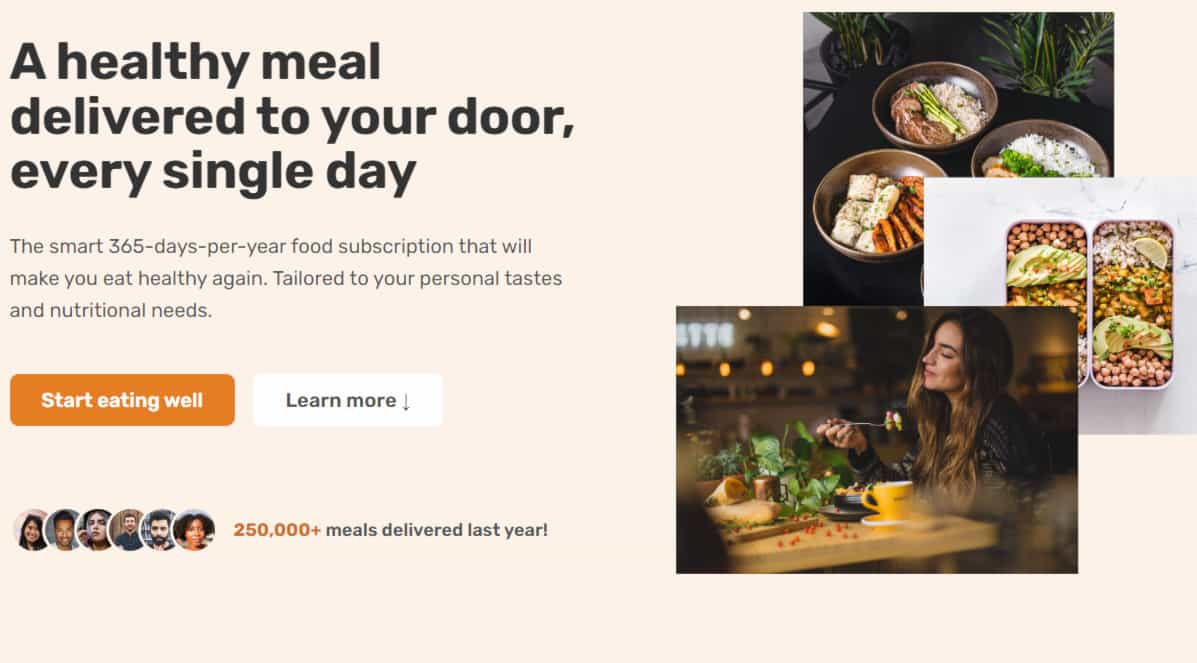 A healthy meal
delivered to your door,
every single day
The smart 365-days-per-year food subscription that will
make you eat healthy again. Tailored to your personal tastes
and nutritional needs.
Start eating well
Learn more ↓
250,000+ meals delivered last year!